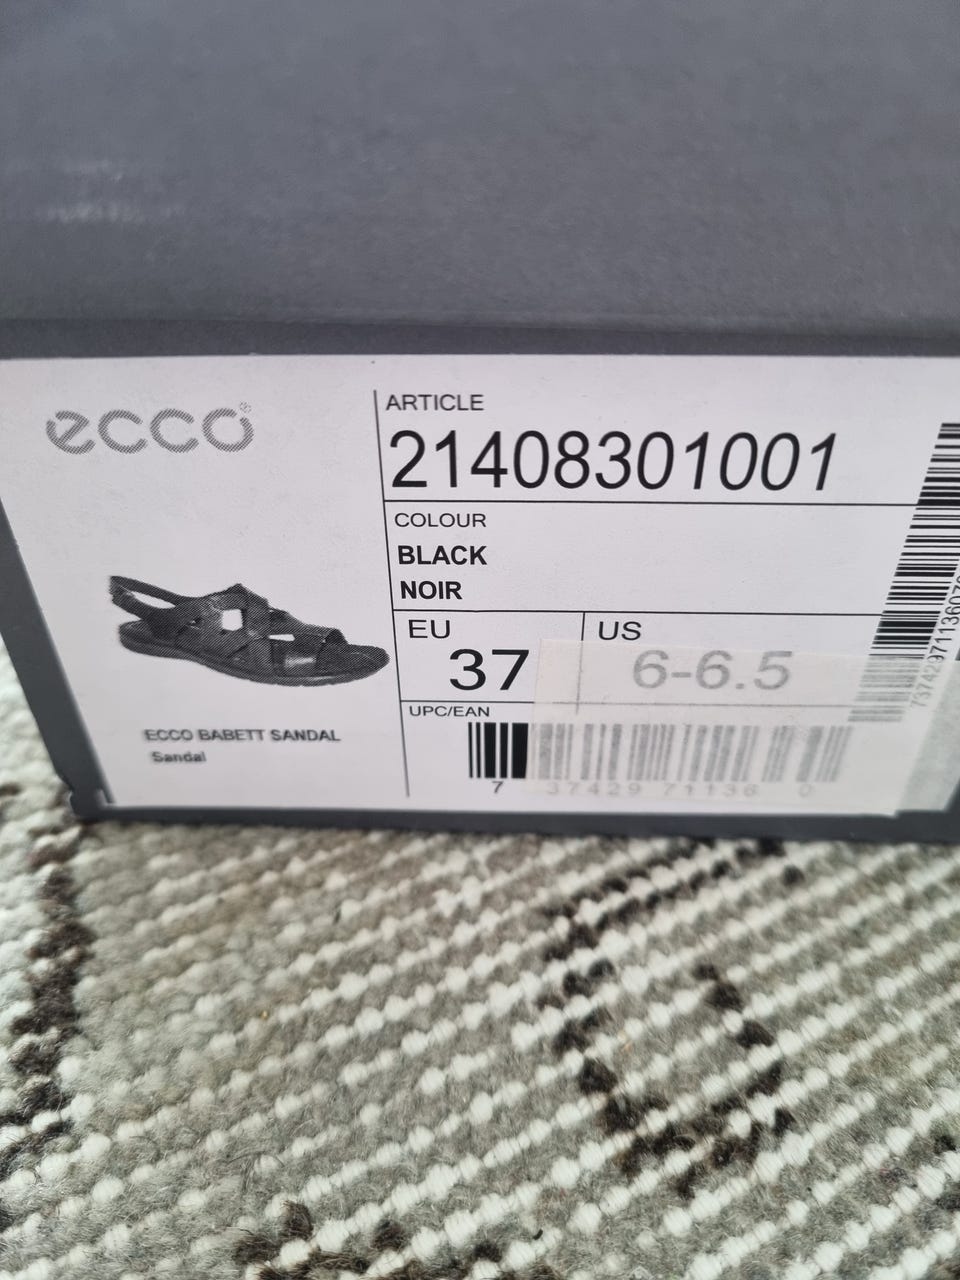 ecco®
ARTICLE
21408301001
COLOUR
BLACK
NOIR
EU
37
US
6-6.5
UPC/EAN
7 37429 71136 0
ECCO BABETT SANDAL
Sandal